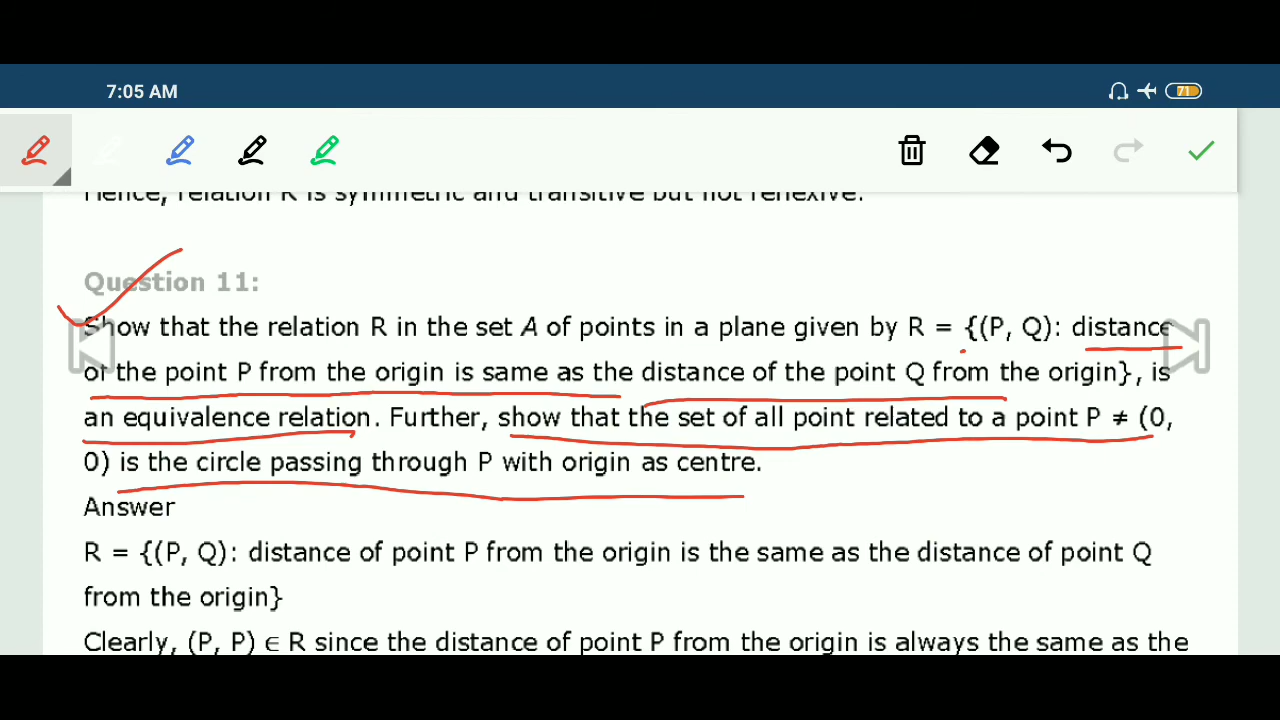 7:05 AM
71
Hence, relation R is symmetric and transitive but not reflexive.
Question 11:
Show that the relation R in the set A of points in a plane given by R = {(P, Q): distance
of the point P from the origin is same as the distance of the point Q from the origin}, is
an equivalence relation. Further, show that the set of all point related to a point P ≠ (0,
0) is the circle passing through P with origin as centre.
Answer
R = {(P, Q): distance of point P from the origin is the same as the distance of point Q
from the origin}
Clearly, (P, P) ∈ R since the distance of point P from the origin is always the same as the